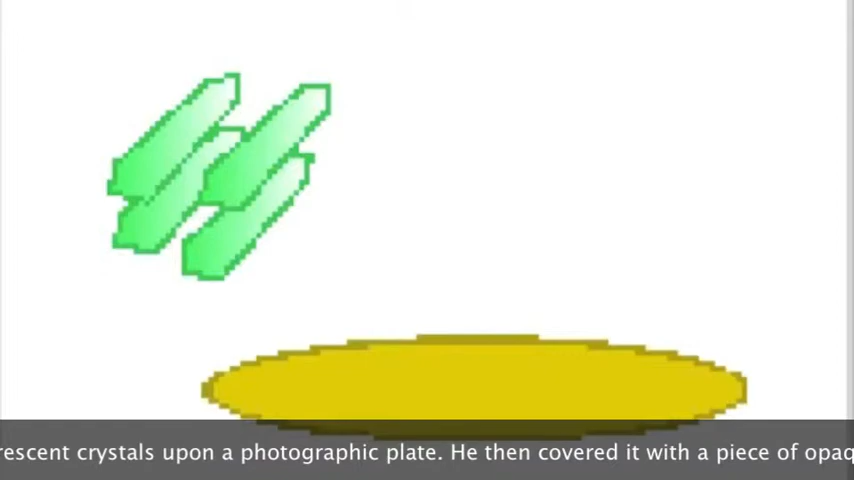 rescent crystals upon a photographic plate. He then covered it with a piece of opaq